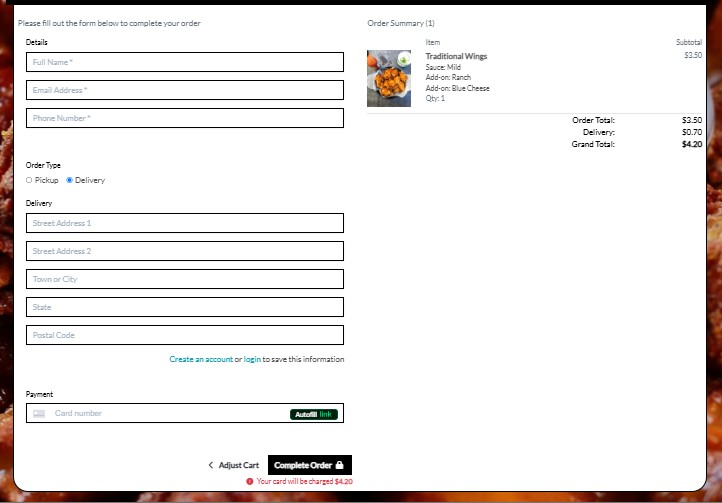 Please fill out the form below to complete your order
Details
Full Name*
Email Address*
Phone Number*
Order Type
Pickup Delivery
Delivery
Street Address 1
Street Address 2
Town or City
State
Postal Code
Create an account or login to save this information
Payment
Card number Autofill link
Adjust Cart Complete Order
Your card will be charged $4.20
Order Summary (1)
Item Subtotal
Traditional Wings $3.50
Sauce: Mild
Add-on: Ranch
Add-on: Blue Cheese
Qty: 1
Order Total: $3.50
Delivery: $0.70
Grand Total: $4.20